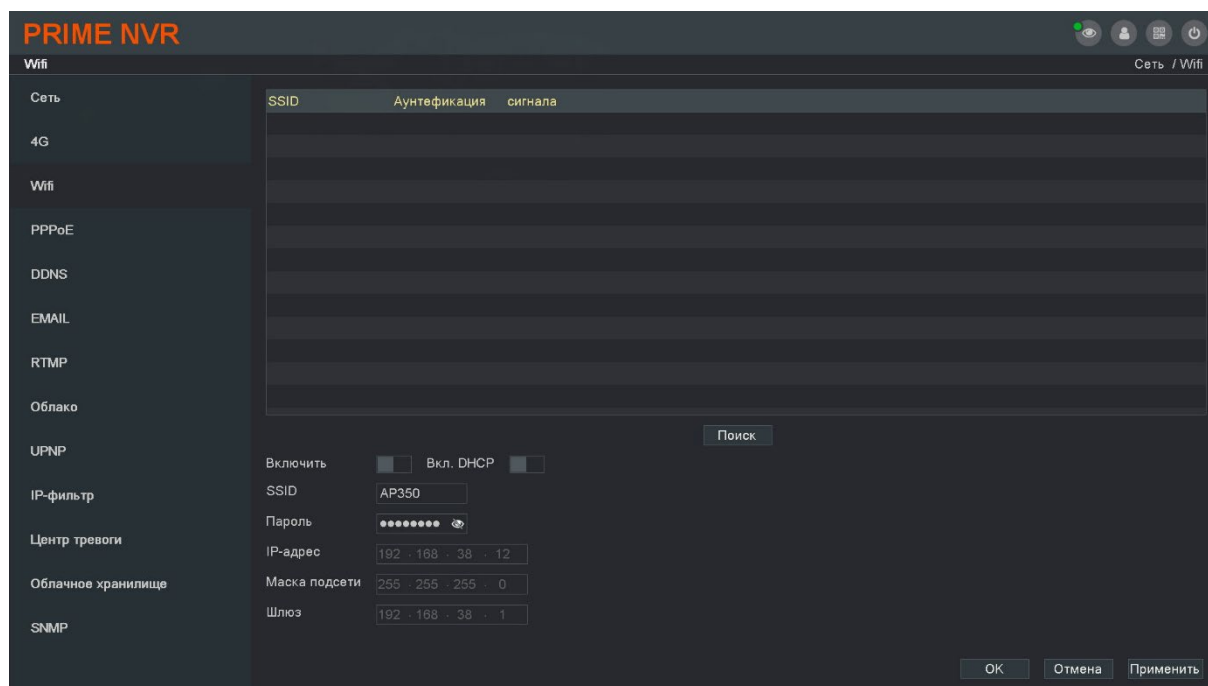 PRIME NVR
Wifi
Сеть / Wifi
Сеть
4G
Wifi
PPPoE
DDNS
EMAIL
RTMP
Облако
UPNP
IP-фильтр
Центр тревоги
Облачное хранилище
SNMP
SSID Аунтефикация сигнала
Поиск
Включить Вкл. DHCP
SSID AP350
Пароль ●●●●●●●●
IP-адрес 192 . 168 . 38 . 12
Маска подсети 255 . 255 . 255 . 0
Шлюз 192 . 168 . 38 . 1
OK Отмена Применить